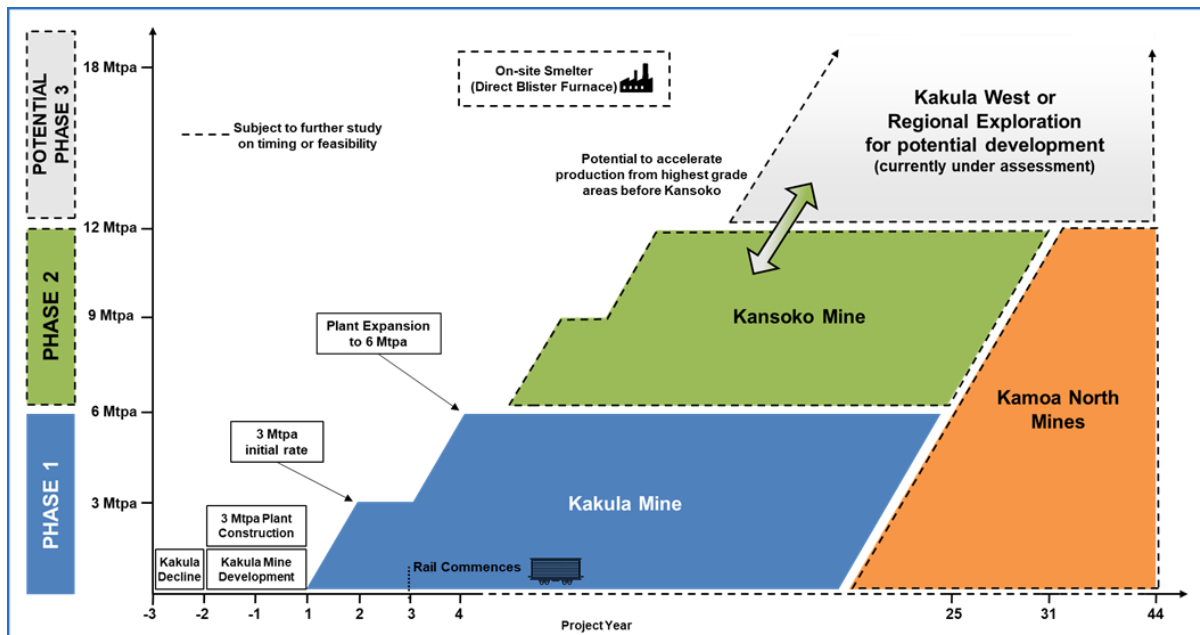 POTENTIAL
PHASE 3
PHASE 2
PHASE 1
18 Mtpa
12 Mtpa
9 Mtpa
6 Mtpa
3 Mtpa
On-site Smelter
(Direct Blister Furnace)
Subject to further study
on timing or feasibility
Potential to accelerate
production from highest grade
areas before Kansoko
Kakula West or
Regional Exploration
for potential development
(currently under assessment)
Plant Expansion
to 6 Mtpa
Kansoko Mine
Kamoa North
Mines
3 Mtpa
initial rate
Kakula Mine
3 Mtpa Plant
Construction
Kakula
Decline
Kakula Mine
Development
Rail Commences
-3 -2 -1 1 2 3 4 25 31 44
Project Year